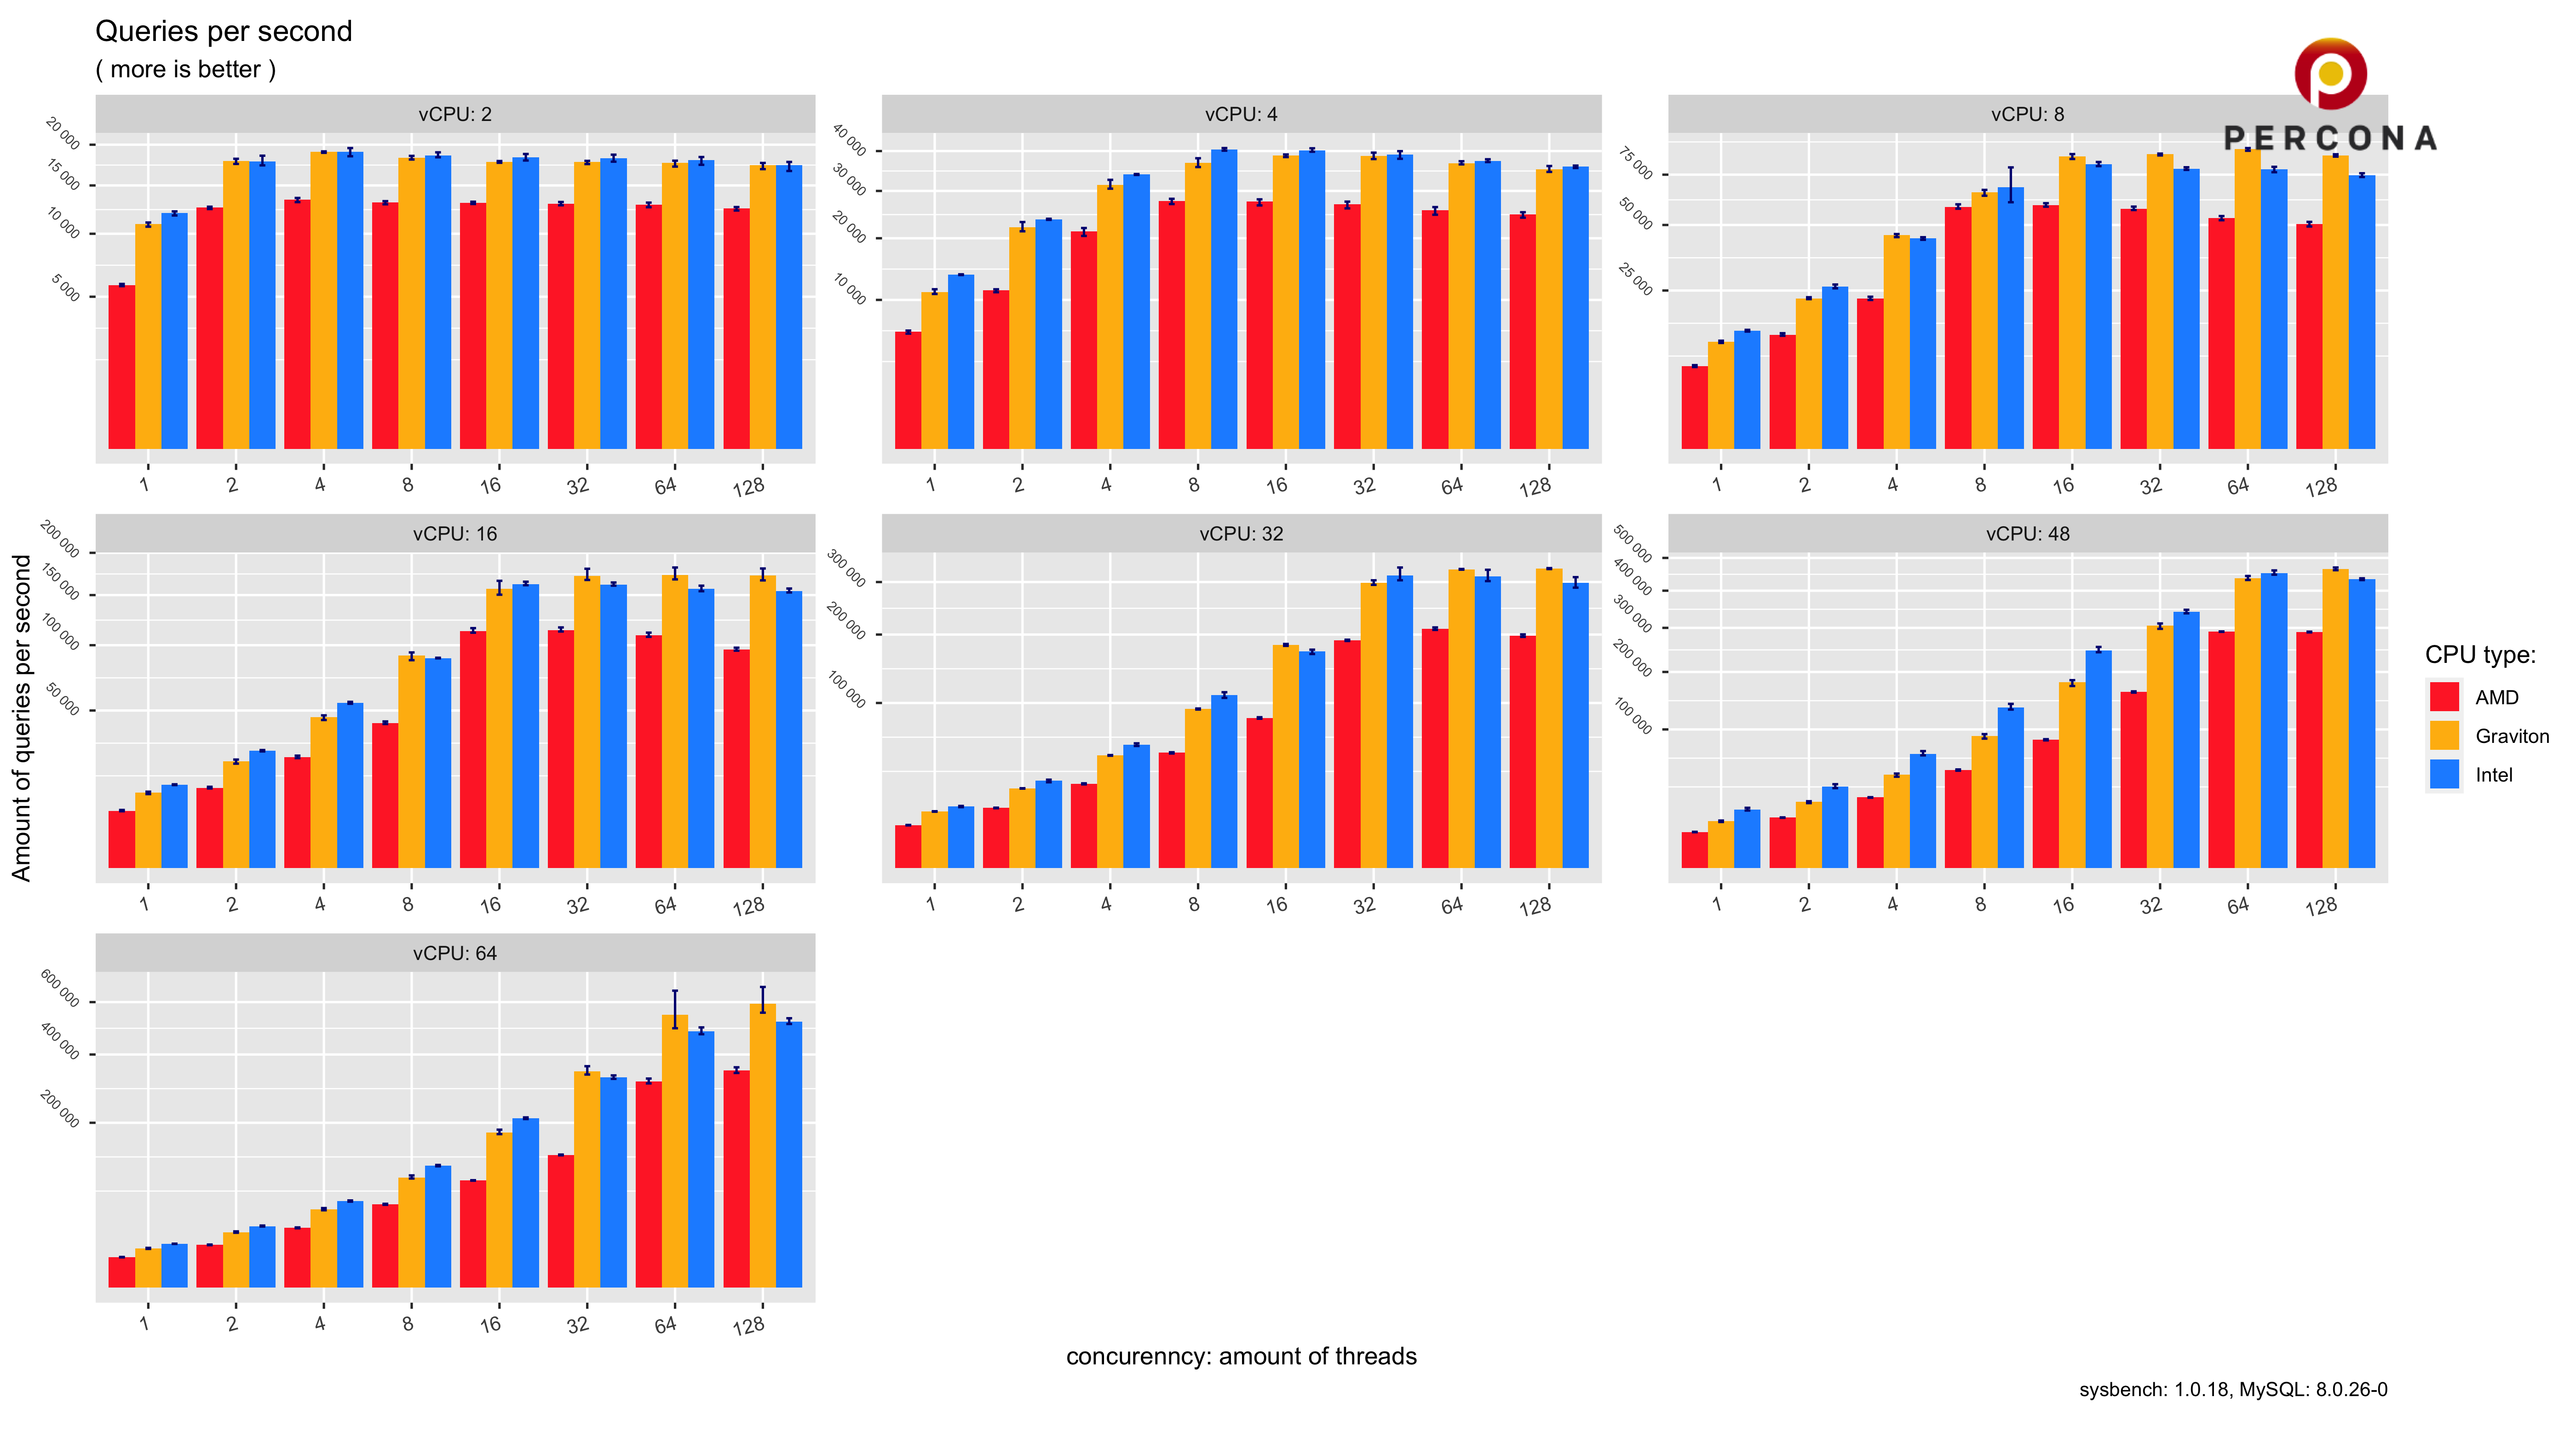 Queries per second
( more is better )
PERCONA
vCPU: 2
20 000
15 000
10 000
5 000
1 2 4 8 16 32 64 128
vCPU: 4
40 000
30 000
20 000
10 000
1 2 4 8 16 32 64 128
vCPU: 8
75 000
50 000
25 000
1 2 4 8 16 32 64 128
Amount of queries per second
vCPU: 16
200 000
150 000
100 000
50 000
1 2 4 8 16 32 64 128
vCPU: 32
300 000
200 000
100 000
1 2 4 8 16 32 64 128
vCPU: 48
500 000
400 000
300 000
200 000
100 000
1 2 4 8 16 32 64 128
CPU type:
AMD
Graviton
Intel
vCPU: 64
600 000
400 000
200 000
1 2 4 8 16 32 64 128
concurenncy: amount of threads
sysbench: 1.0.18, MySQL: 8.0.26-0